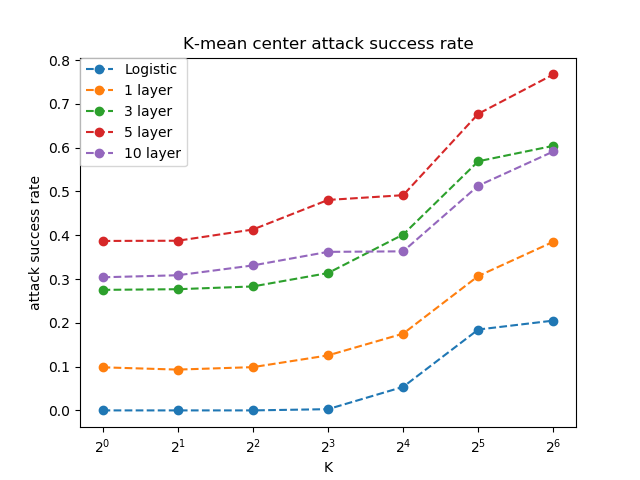 K-mean center attack success rate
attack success rate
0.8
0.7
0.6
0.5
0.4
0.3
0.2
0.1
0.0
Logistic
1 layer
3 layer
5 layer
10 layer
2^0 2^1 2^2 2^3 2^4 2^5 2^6
K